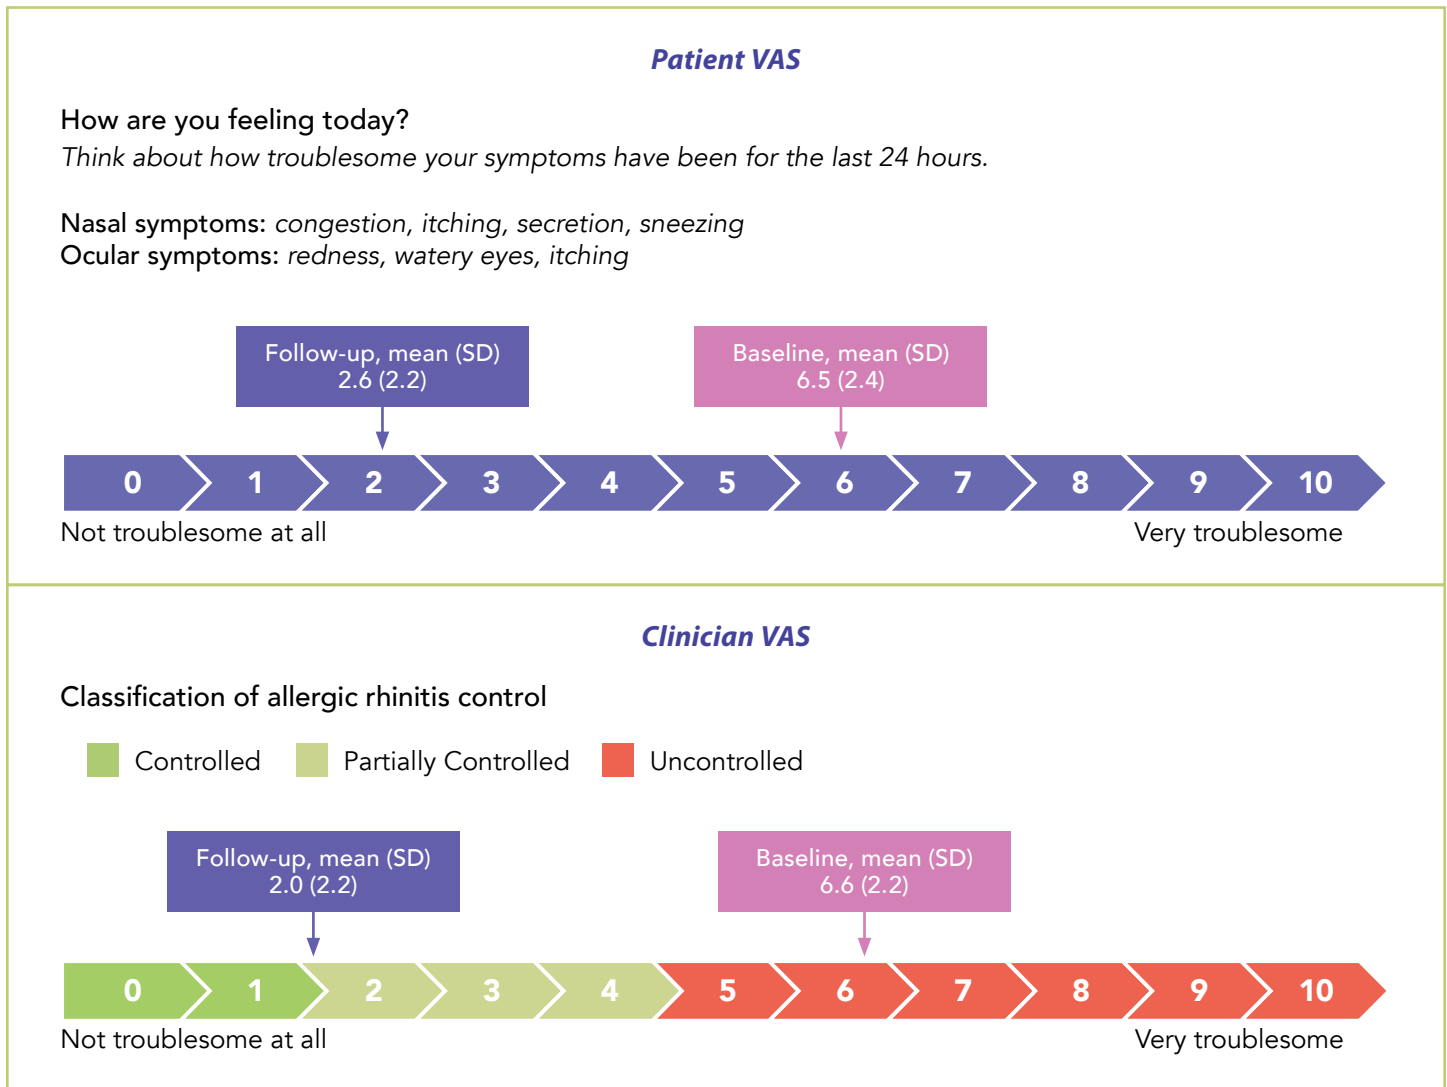 Patient VAS
How are you feeling today?
Think about how troublesome your symptoms have been for the last 24 hours.
Nasal symptoms: congestion, itching, secretion, sneezing
Ocular symptoms: redness, watery eyes, itching
Follow-up, mean (SD)
2.6 (2.2)
Baseline, mean (SD)
6.5 (2.4)
0 1 2 3 4 5 6 7 8 9 10
Not troublesome at all Very troublesome
Clinician VAS
Classification of allergic rhinitis control
Controlled Partially Controlled Uncontrolled
Follow-up, mean (SD)
2.0 (2.2)
Baseline, mean (SD)
6.6 (2.2)
0 1 2 3 4 5 6 7 8 9 10
Not troublesome at all Very troublesome